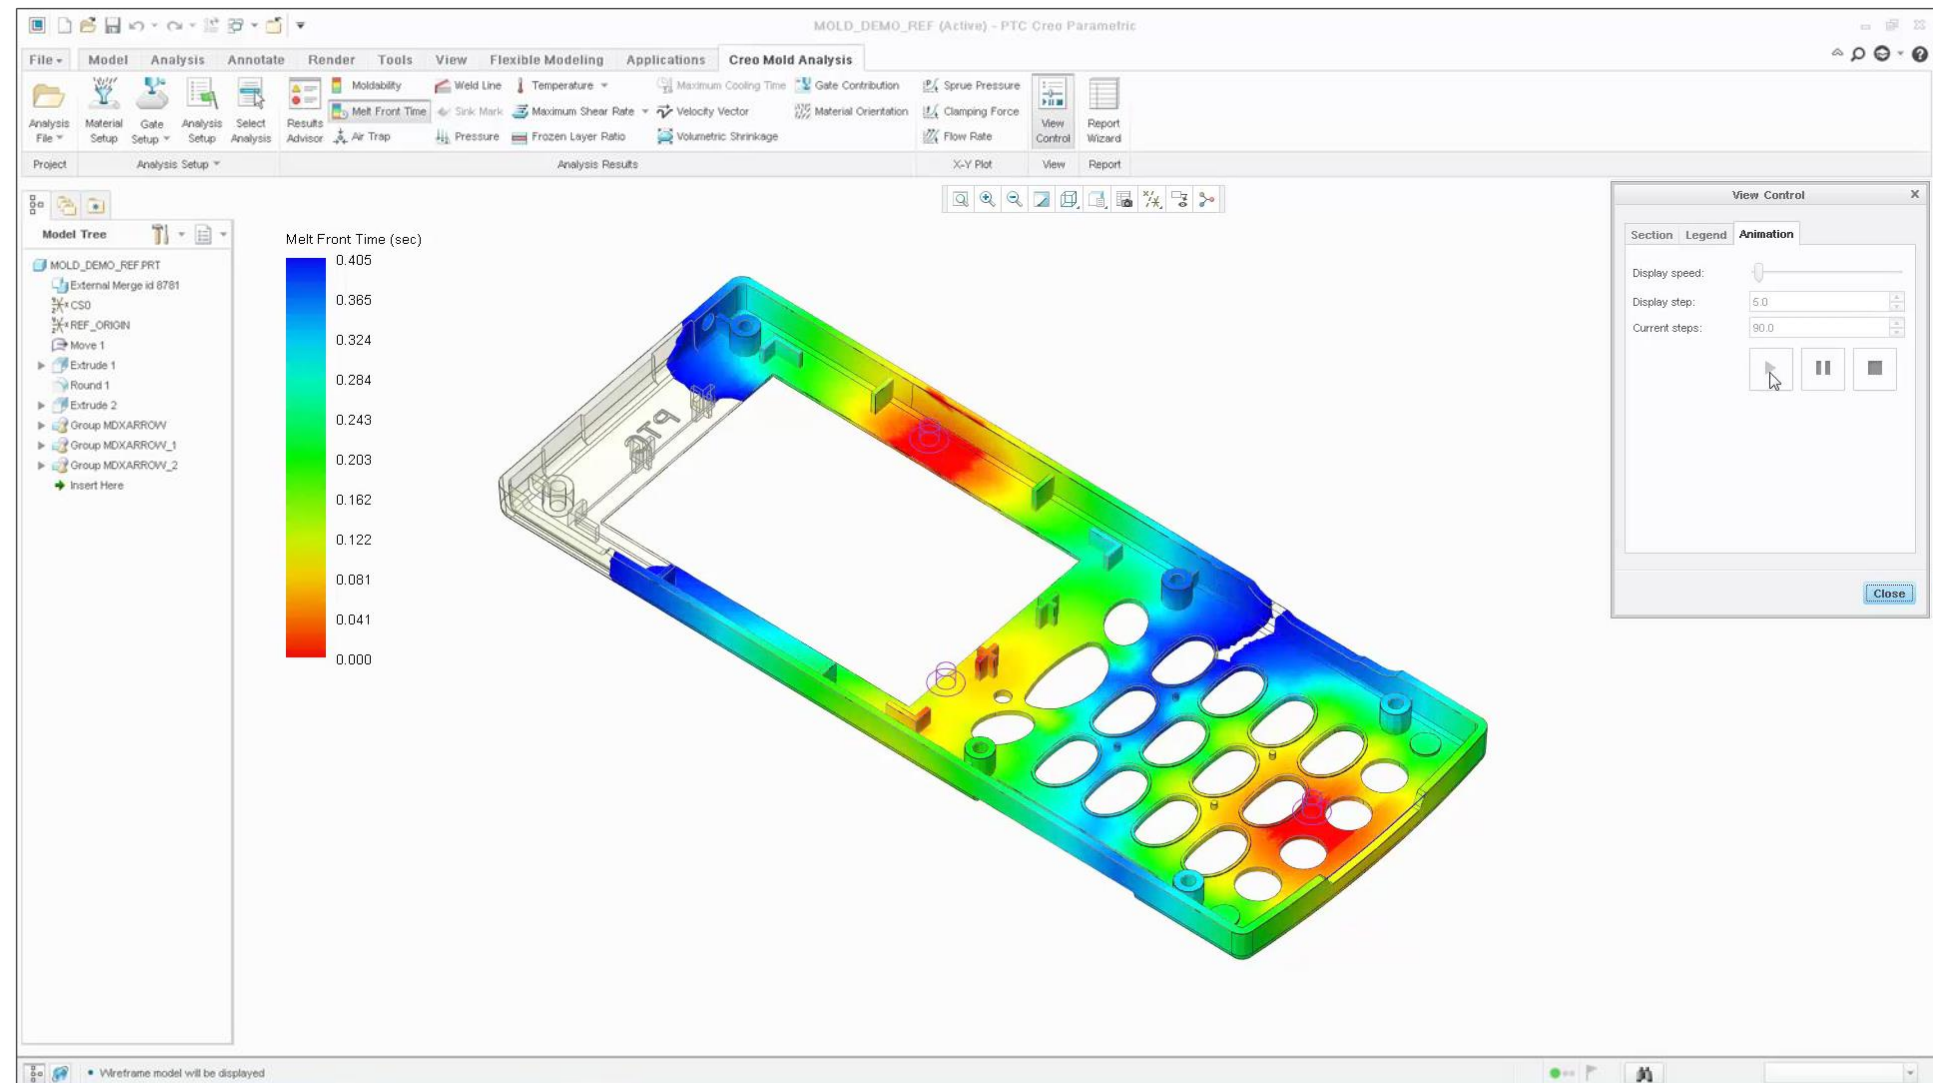 MOLD_DEMO_REF (Active) - PTC Creo Parametric
File Model Analysis Annotate Render Tools View Flexible Modeling Applications Creo Mold Analysis
Analysis File
Material Setup
Gate Setup
Analysis Setup
Select Analysis
Results Advisor
Moldability
Melt Front Time
Air Trap
Weld Line
Sink Mark
Pressure
Temperature
Maximum Shear Rate
Frozen Layer Ratio
Maximum Cooling Time
Velocity Vector
Volumetric Shrinkage
Gate Contribution
Material Orientation
Sprue Pressure
Clamping Force
Flow Rate
View Control
Report Wizard
Project Analysis Setup Analysis Results X-Y Plot View Report
Model Tree
MOLD_DEMO_REF.PRT
External Merge id 8781
CS0
REF_ORIGIN
Move 1
Extrude 1
Round 1
Extrude 2
Group MDXARROW
Group MDXARROW_1
Group MDXARROW_2
Insert Here
Melt Front Time (sec)
0.405
0.365
0.324
0.284
0.243
0.203
0.162
0.122
0.081
0.041
0.000
PTC
View Control
Section Legend Animation
Display speed:
Display step: 5.0
Current steps: 90.0
Close
Wireframe model will be displayed